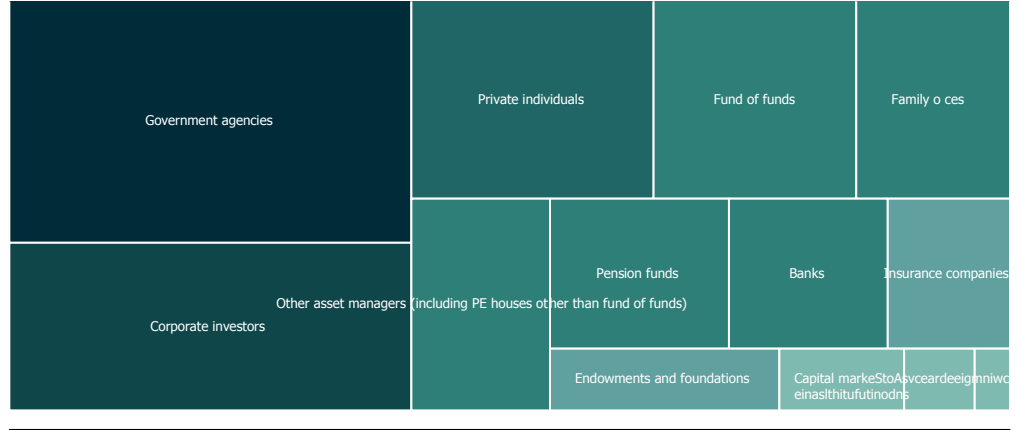 Government agencies
Private individuals
Fund of funds
Family o ces
Corporate investors
Other asset managers (including PE houses other than fund of funds)
Pension funds
Banks
Insurance companies
Endowments and foundations
Capital